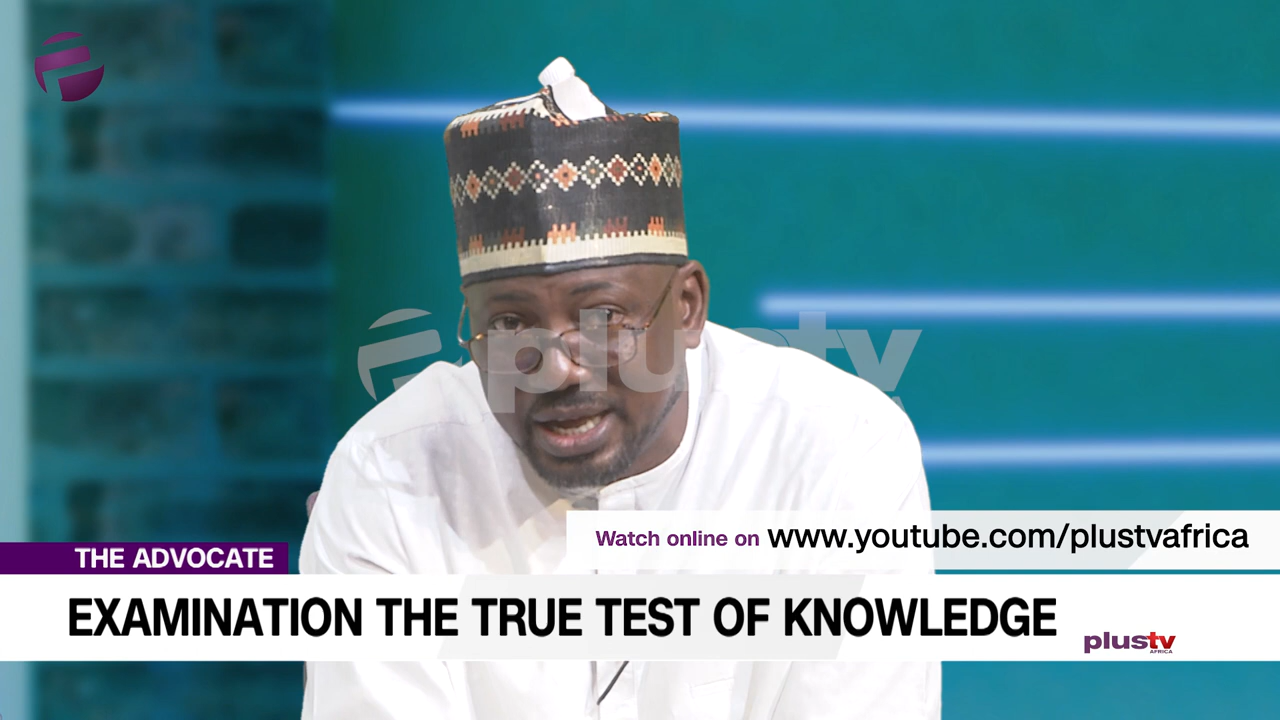 plustv
Watch online on www.youtube.com/plustvafrica
THE ADVOCATE
EXAMINATION THE TRUE TEST OF KNOWLEDGE
plustv
AFRICA